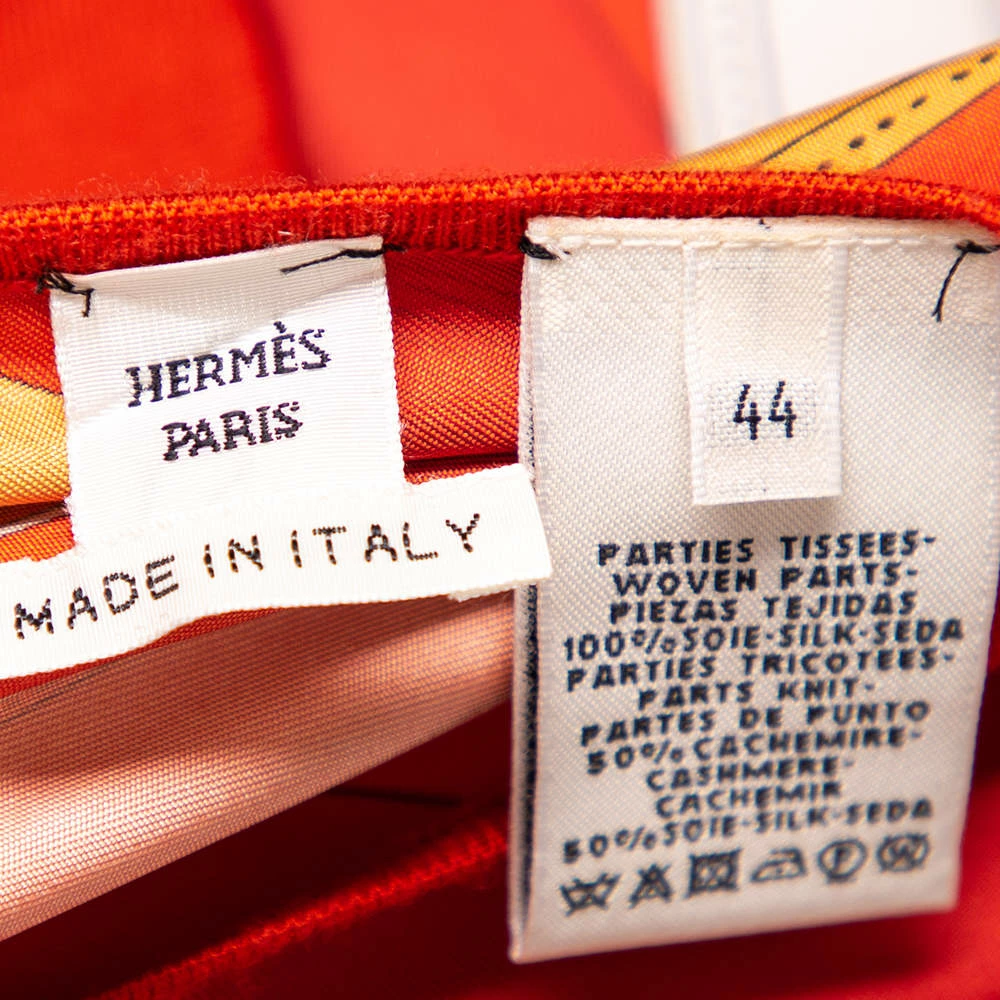 HERMÈS
PARIS
MADE IN ITALY
44
PARTIES TISSEES-
WOVEN PARTS-
PIEZAS TEJIDAS
100% SOIE-SILK-SEDA
PARTIES TRICOTEES-
PARTS KNIT-
PARTES DE PUNTO
50% CACHEMIRE-
CASHMERE-
CACHEMIR
50% SOIE-SILK-SEDA